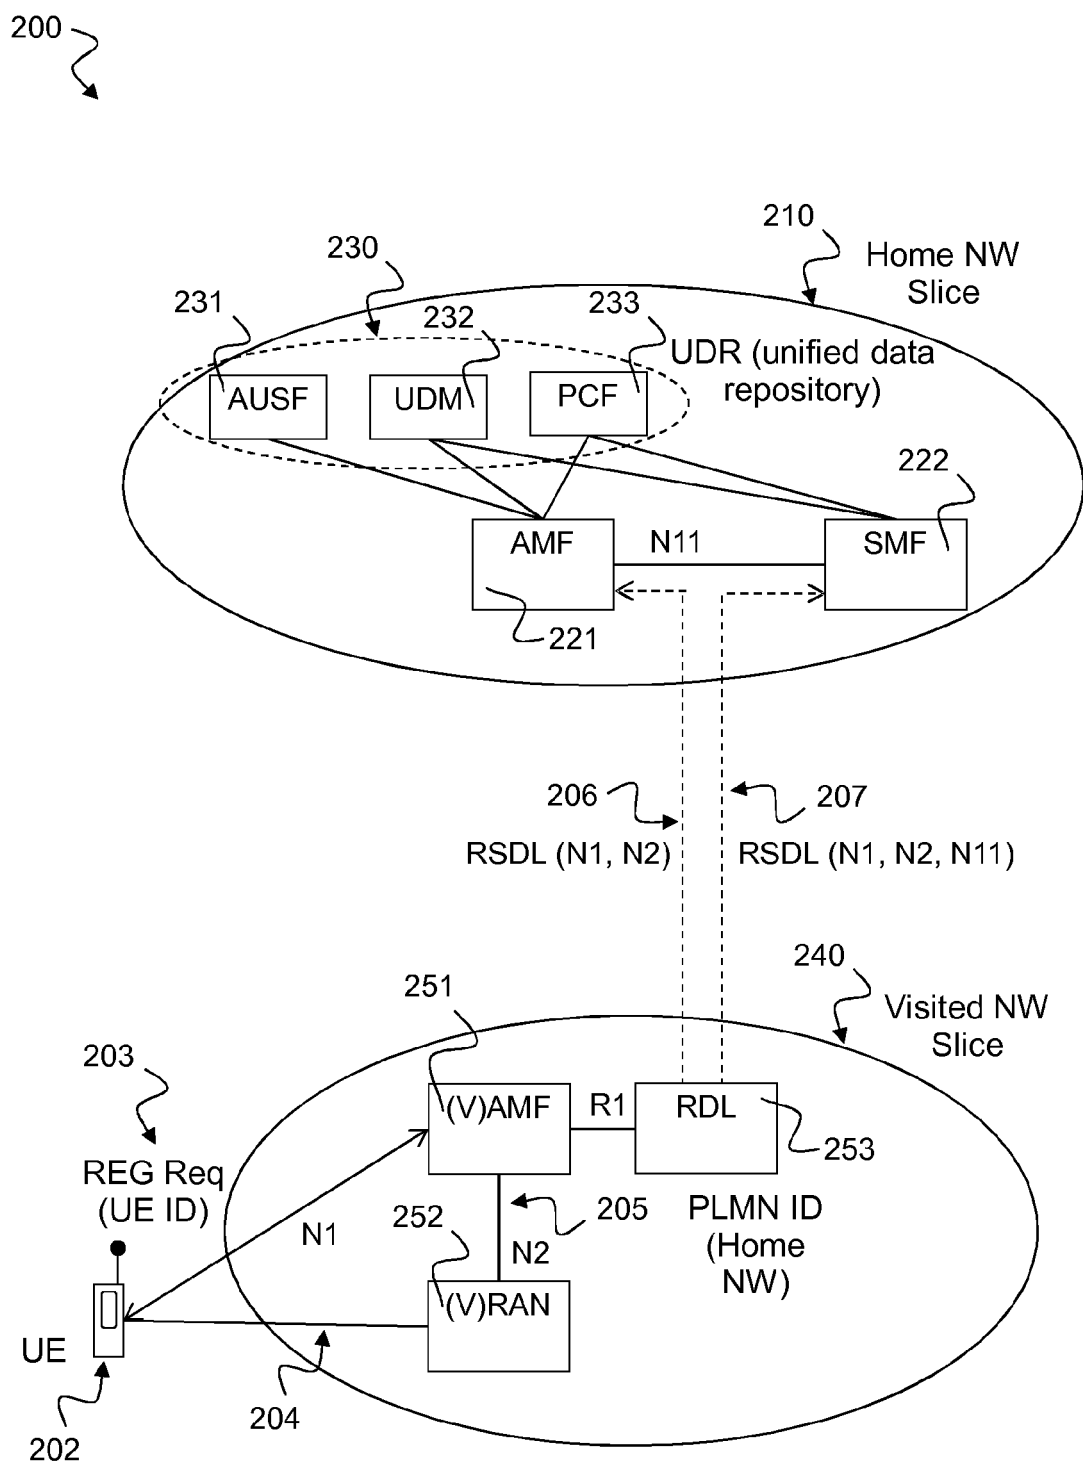 200
210
Home NW
Slice
230
231
232
233
UDR (unified data
repository)
AUSF
UDM
PCF
222
AMF
N11
SMF
221
206
207
RSDL (N1, N2)
RSDL (N1, N2, N11)
240
251
Visited NW
Slice
203
(V)AMF
R1
RDL
253
REG Req
(UE ID)
N1
252
205
N2
PLMN ID
(Home
NW)
(V)RAN
UE
204
202